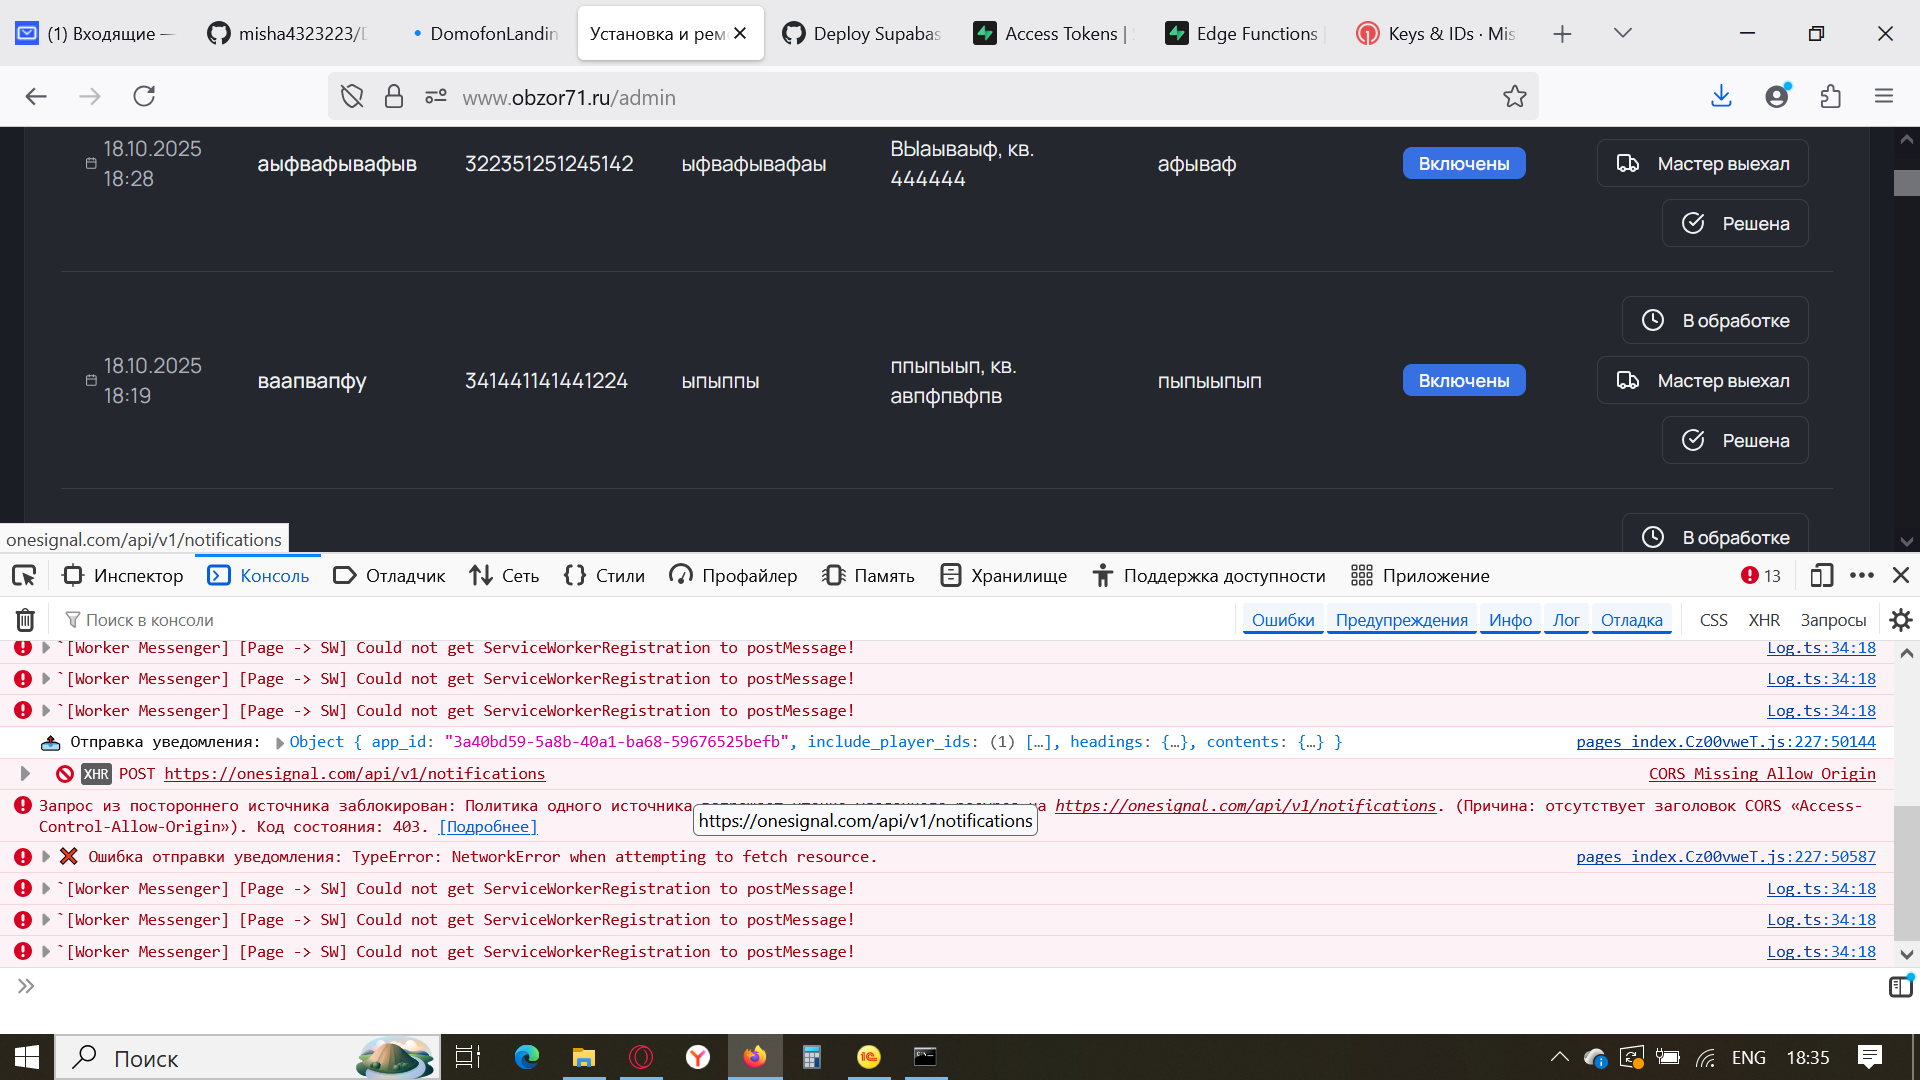 (1) Входящие —
misha4323223/D
DomofonLandin
Установка и рем
Deploy Supabas
Access Tokens |
Edge Functions
Keys & IDs · Mis
www.obzor71.ru/admin
18.10.2025
18:28
аыфвафывафыв
322351251245142
ыфвафывафаы
ВЫаываыф, кв.
444444
афываф
Включены
Мастер выехал
Решена
В обработке
18.10.2025
18:19
ваапвапфу
341441141441224
ыпыппы
ппыпыып, кв.
авпфпвфпв
пыпыыпып
Включены
Мастер выехал
Решена
В обработке
onesignal.com/api/v1/notifications
Инспектор
Консоль
Отладчик
Сеть
Стили
Профайлер
Память
Хранилище
Поддержка доступности
Приложение
13
Поиск в консоли
Ошибки
Предупреждения
Инфо
Лог
Отладка
CSS
XHR
Запросы
`[Worker Messenger] [Page -> SW] Could not get ServiceWorkerRegistration to postMessage! Log.ts:34:18
`[Worker Messenger] [Page -> SW] Could not get ServiceWorkerRegistration to postMessage! Log.ts:34:18
`[Worker Messenger] [Page -> SW] Could not get ServiceWorkerRegistration to postMessage! Log.ts:34:18
Отправка уведомления: Object { app_id: "3a40bd59-5a8b-40a1-ba68-59676525befb", include_player_ids: (1) […], headings: {…}, contents: {…} } pages_index.Cz00vweT.js:227:50144
XHR POST https://onesignal.com/api/v1/notifications CORS Missing Allow Origin
Запрос из постороннего источника заблокирован: Политика одного источника https://onesignal.com/api/v1/notifications. (Причина: отсутствует заголовок CORS «Access-
Control-Allow-Origin»). Код состояния: 403. [Подробнее]
https://onesignal.com/api/v1/notifications
Ошибка отправки уведомления: TypeError: NetworkError when attempting to fetch resource. pages_index.Cz00vweT.js:227:50587
`[Worker Messenger] [Page -> SW] Could not get ServiceWorkerRegistration to postMessage! Log.ts:34:18
`[Worker Messenger] [Page -> SW] Could not get ServiceWorkerRegistration to postMessage! Log.ts:34:18
`[Worker Messenger] [Page -> SW] Could not get ServiceWorkerRegistration to postMessage! Log.ts:34:18
Поиск
ENG
18:35